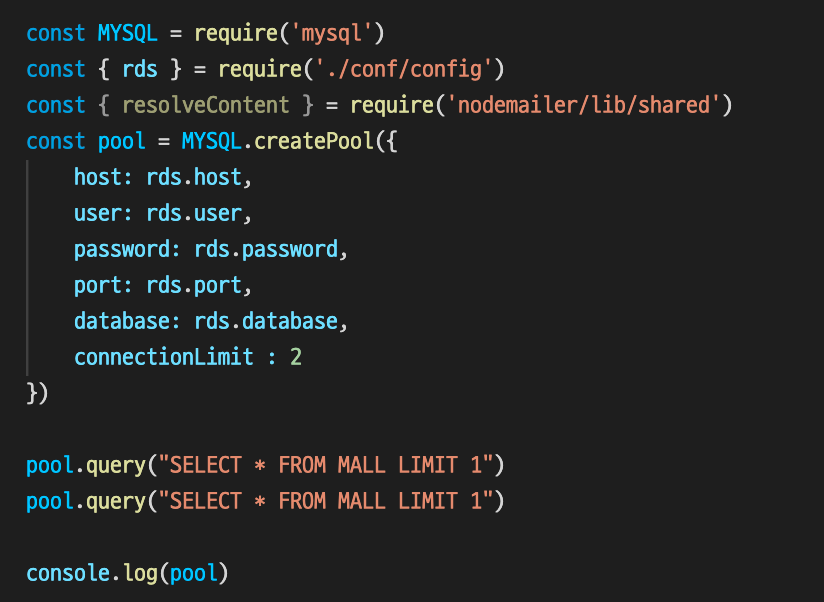 const MYSQL = require('mysql')
const { rds } = require('./conf/config')
const { resolveContent } = require('nodemailer/lib/shared')
const pool = MYSQL.createPool({
    host: rds.host,
    user: rds.user,
    password: rds.password,
    port: rds.port,
    database: rds.database,
    connectionLimit : 2
})

pool.query("SELECT * FROM MALL LIMIT 1")
pool.query("SELECT * FROM MALL LIMIT 1")

console.log(pool)